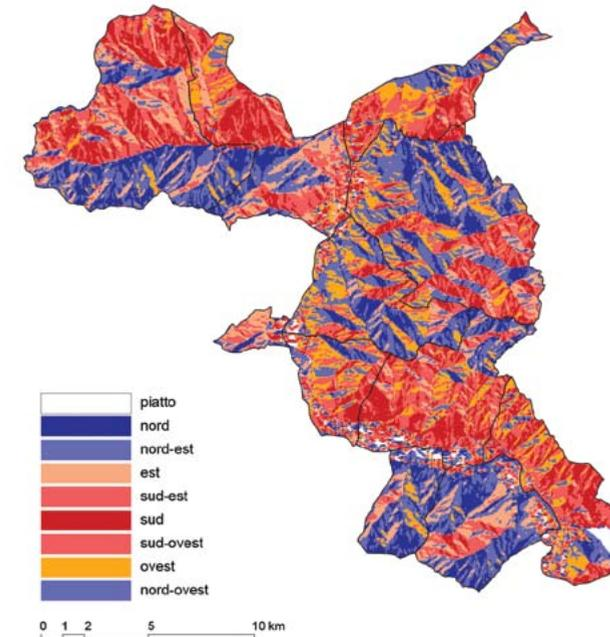 piatto
nord
nord-est
est
sud-est
sud
sud-ovest
ovest
nord-ovest
0 1 2 5 10 km